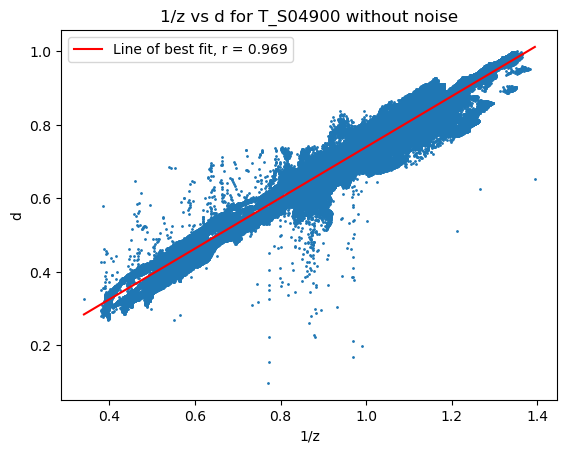 1/z vs d for T_S04900 without noise
Line of best fit, r = 0.969
1.0
0.8
0.6
0.4
0.2
d
0.4 0.6 0.8 1.0 1.2 1.4
1/z